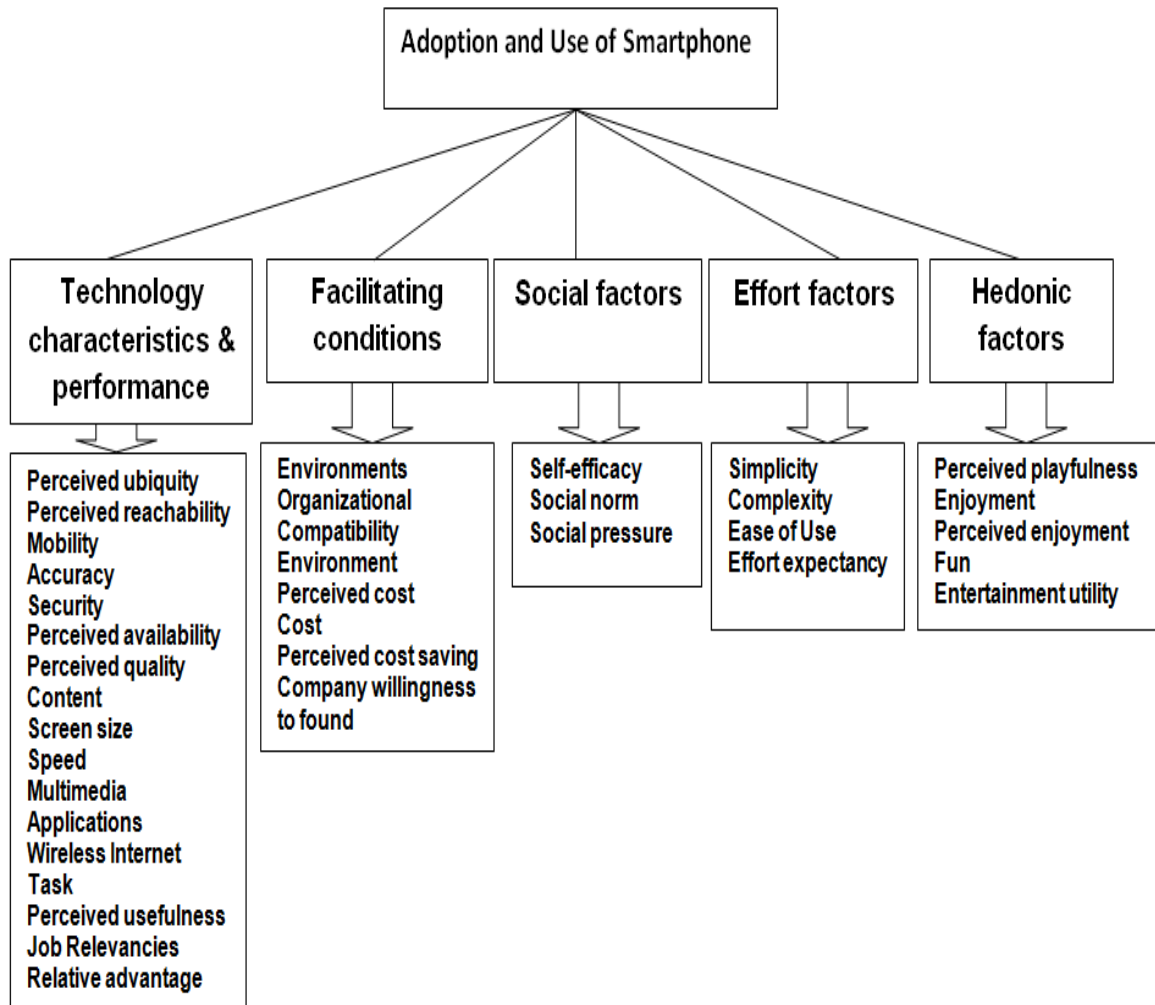 Adoption and Use of Smartphone
Technology
characteristics &
performance
Facilitating
conditions
Social factors
Effort factors
Hedonic
factors
Perceived ubiquity
Perceived reachability
Mobility
Accuracy
Security
Perceived availability
Perceived quality
Content
Screen size
Speed
Multimedia
Applications
Wireless Internet
Task
Perceived usefulness
Job Relevancies
Relative advantage
Environments
Organizational
Compatibility
Environment
Perceived cost
Cost
Perceived cost saving
Company willingness
to found
Self-efficacy
Social norm
Social pressure
Simplicity
Complexity
Ease of Use
Effort expectancy
Perceived playfulness
Enjoyment
Perceived enjoyment
Fun
Entertainment utility